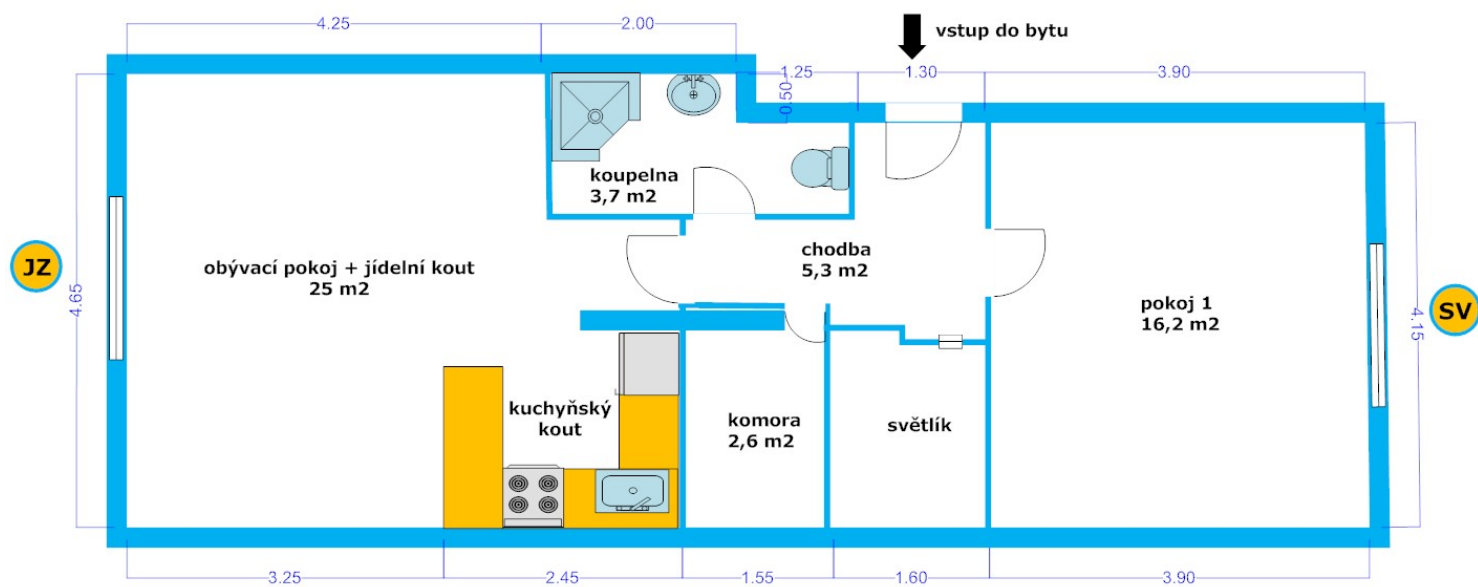 4.25
2.00
vstup do bytu
1.25
1.30
3.90
0.50
koupelna
3,7 m2
JZ
4.65
obývací pokoj + jídelní kout
25 m2
chodba
5,3 m2
pokoj 1
16,2 m2
SV
4.15
kuchyňský
kout
komora
2,6 m2
světlík
3.25
2.45
1.55
1.60
3.90